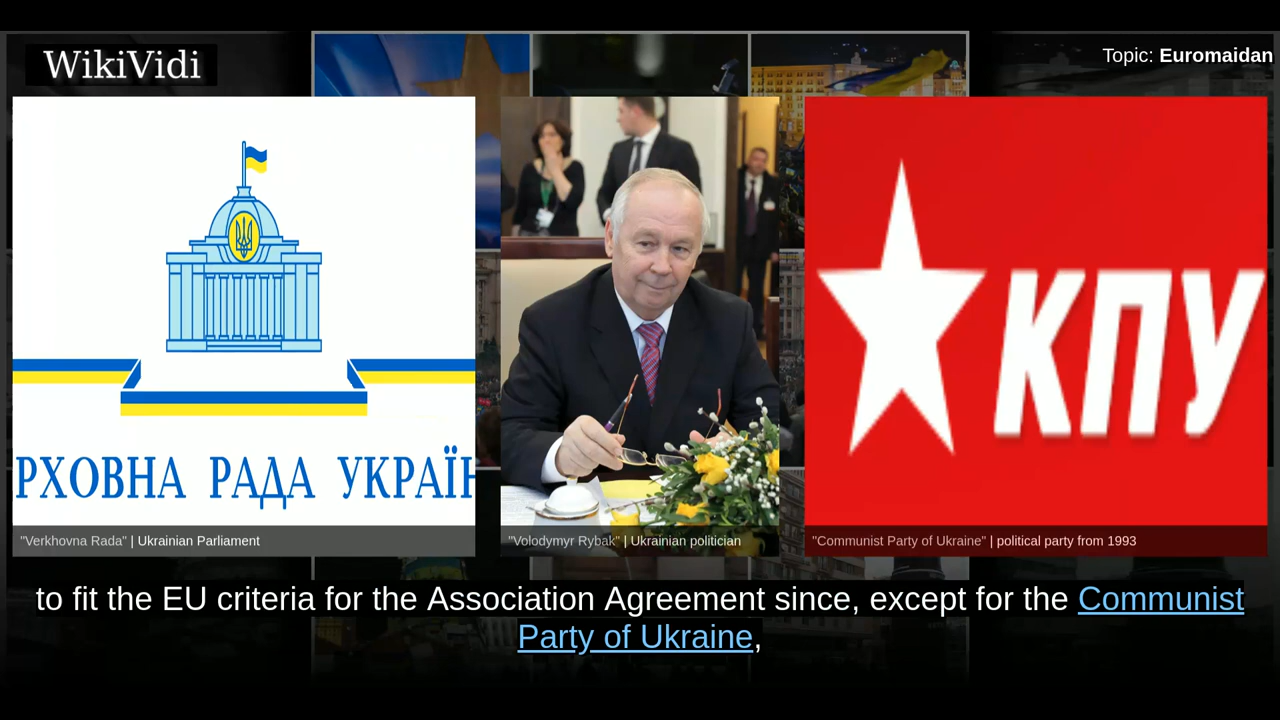 WikiVidi
Topic: Euromaidan
РХОВНА РАДА УКРАЇН
КПУ
"Verkhovna Rada" | Ukrainian Parliament
"Volodymyr Rybak" | Ukrainian politician
"Communist Party of Ukraine" | political party from 1993
to fit the EU criteria for the Association Agreement since, except for the Communist
Party of Ukraine,